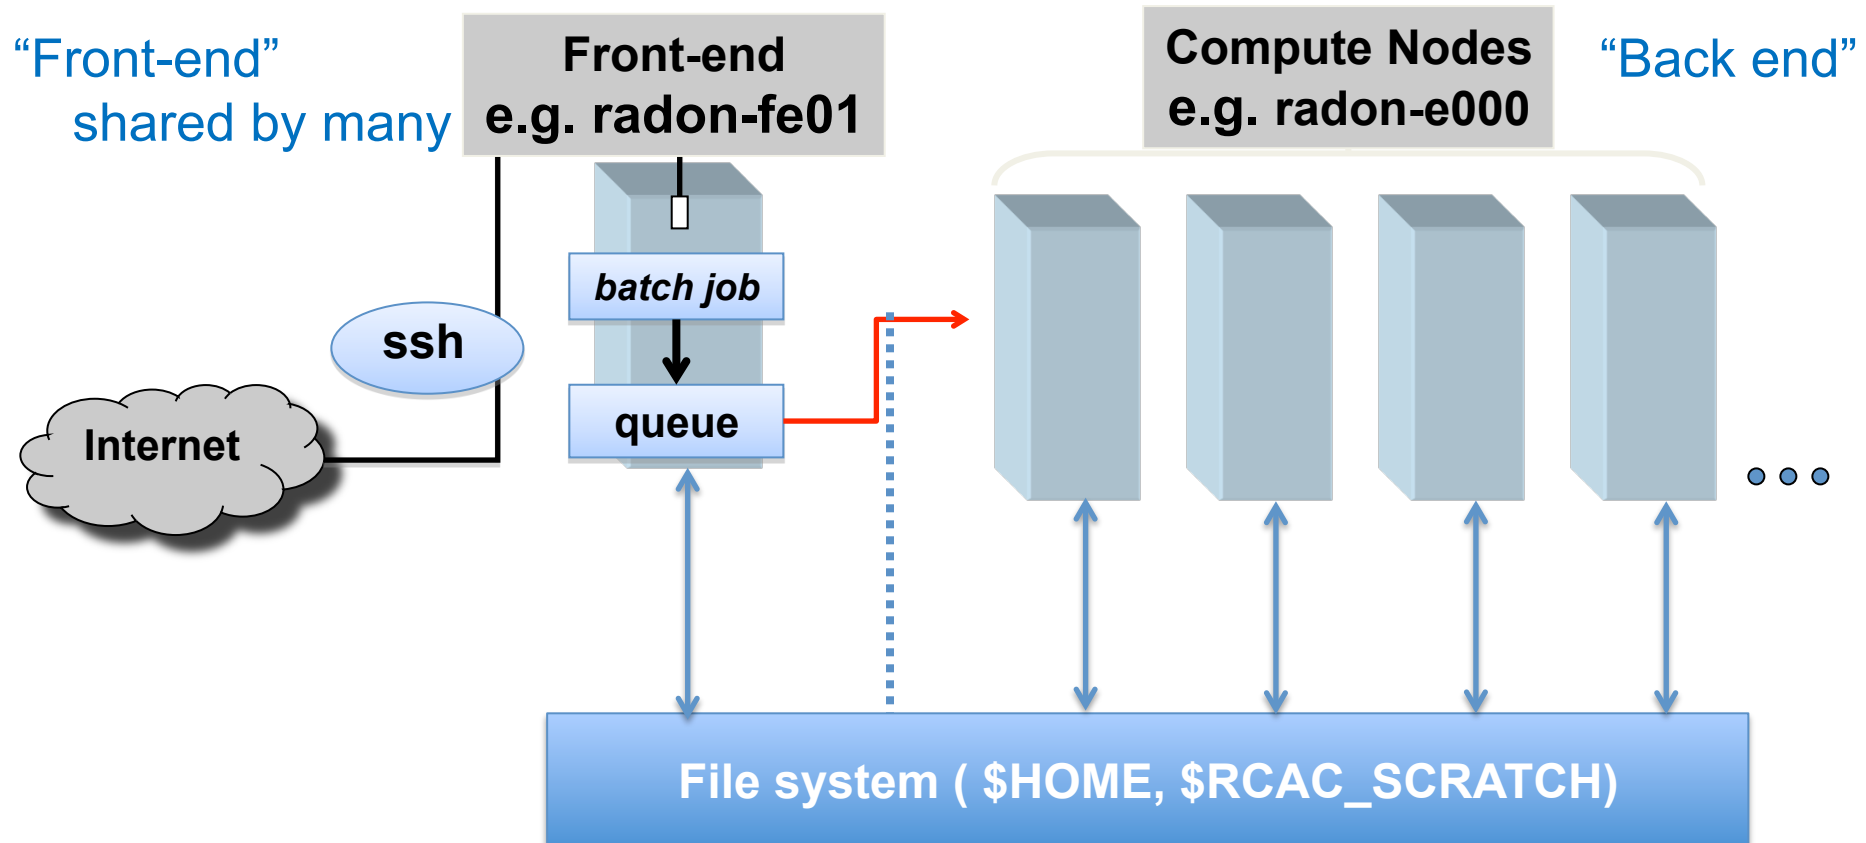 “Front-end”
shared by many
Front-end
e.g. radon-fe01
Compute Nodes
e.g. radon-e000
“Back end”
batch job
ssh
queue
Internet
File system ( $HOME, $RCAC_SCRATCH)